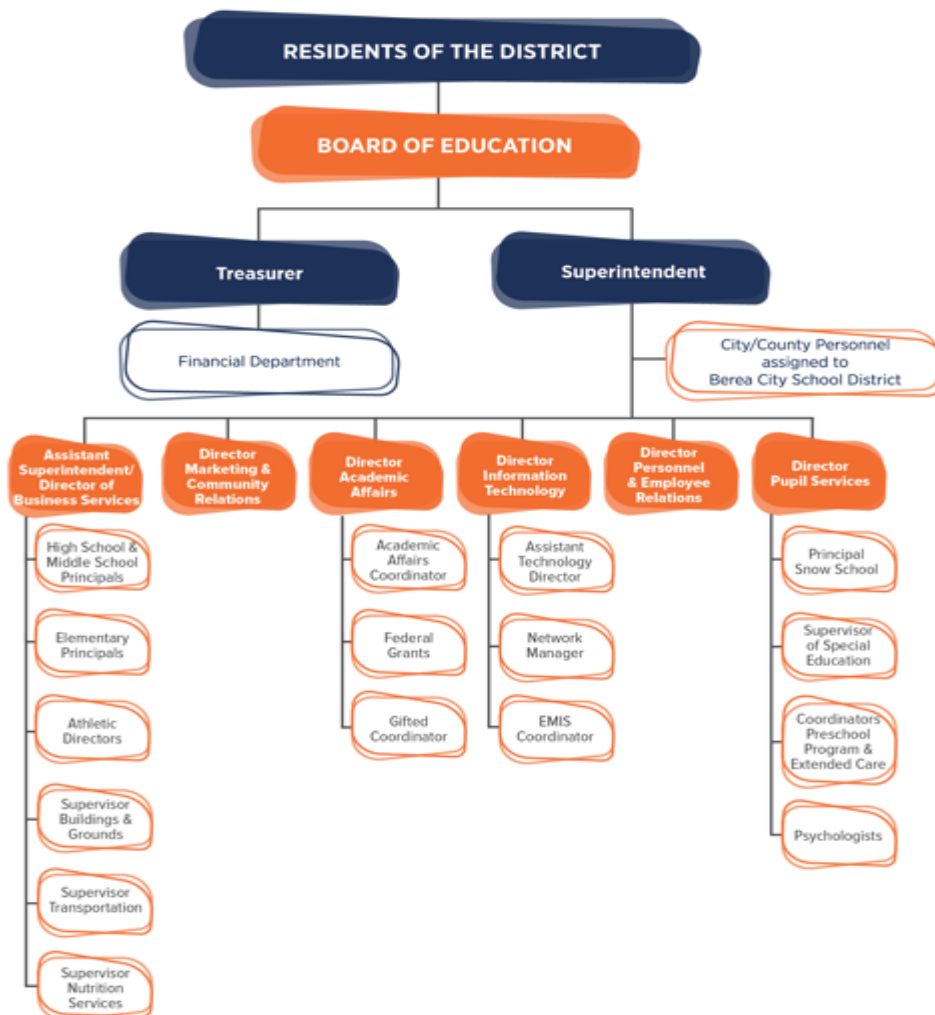 RESIDENTS OF THE DISTRICT
BOARD OF EDUCATION
Treasurer
Superintendent
Financial Department
City/County Personnel
assigned to
Berea City School District
Assistant
Superintendent/
Director of
Business Services
Director
Marketing &
Community
Relations
Director
Academic
Affairs
Director
Information
Technology
Director
Personnel
& Employee
Relations
Director
Pupil Services
High School &
Middle School
Principals
Elementary
Principals
Athletic
Directors
Supervisor
Buildings &
Grounds
Supervisor
Transportation
Supervisor
Nutrition
Services
Academic
Affairs
Coordinator
Federal
Grants
Gifted
Coordinator
Assistant
Technology
Director
Network
Manager
EMIS
Coordinator
Principal
Snow School
Supervisor
of Special
Education
Coordinators
Preschool
Program &
Extended Care
Psychologists